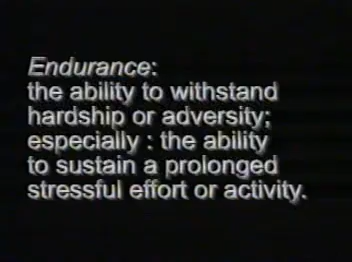 Endurance:
the ability to withstand
hardship or adversity;
especially : the ability
to sustain a prolonged
stressful effort or activity.